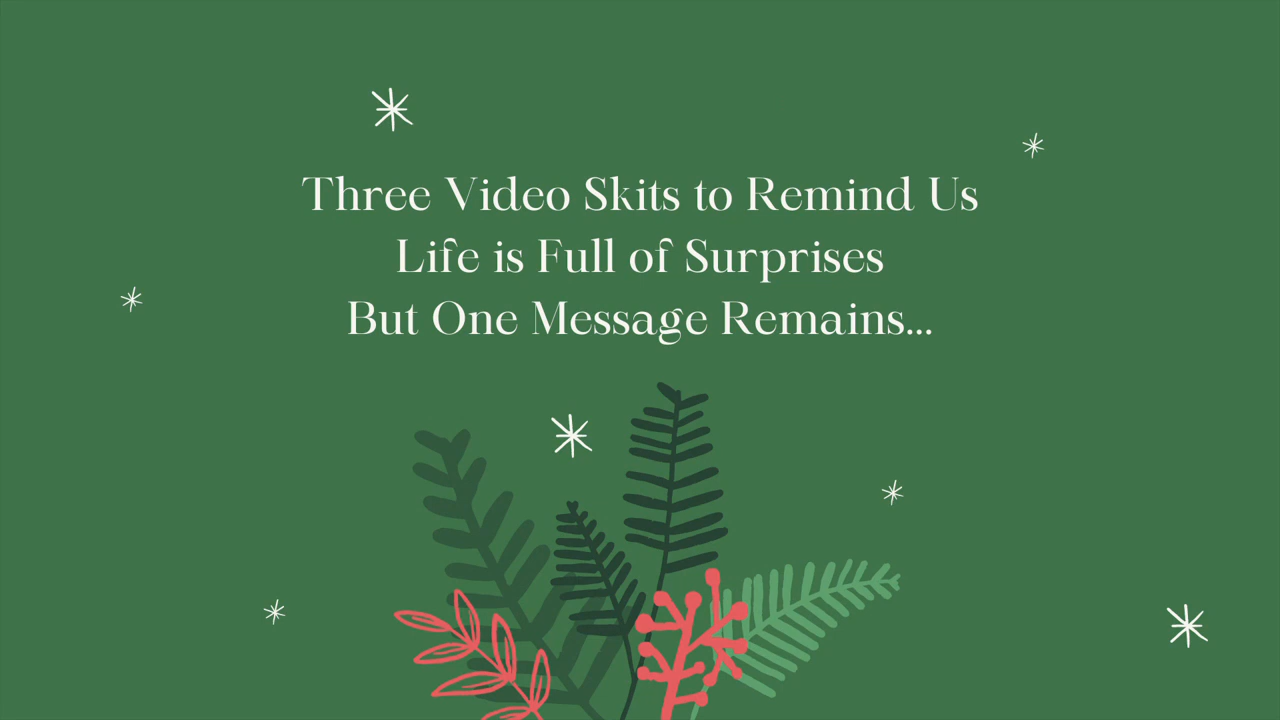 Three Video Skits to Remind Us
Life is Full of Surprises
But One Message Remains...